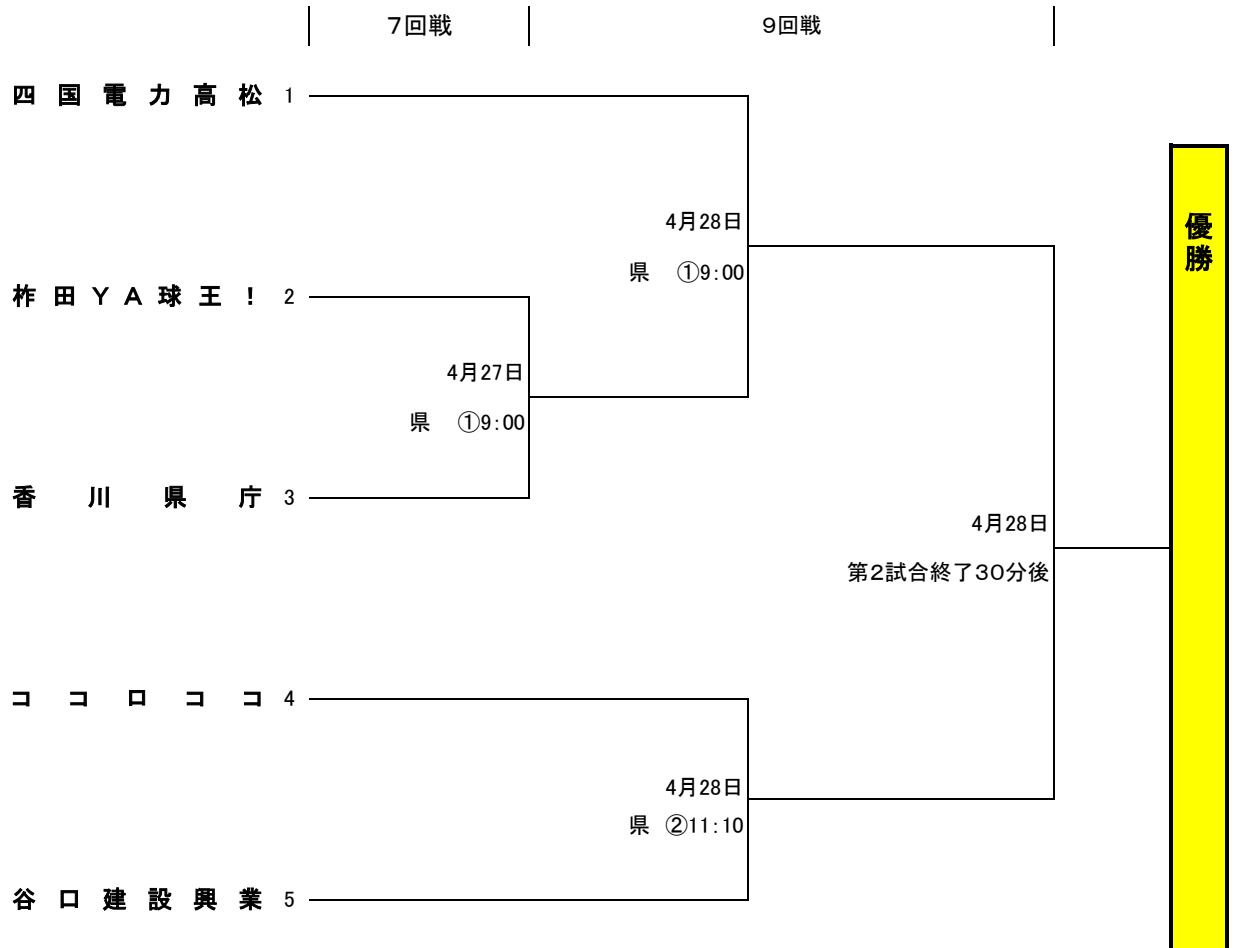 ７回戦
９回戦
四国電力高松 1
4月28日
県 ①9:00
優勝
柞田ＹＡ球王！ 2
4月27日
県 ①9:00
香川県庁 3
4月28日
第２試合終了３０分後
ココロココ 4
4月28日
県 ②11:10
谷口建設興業 5